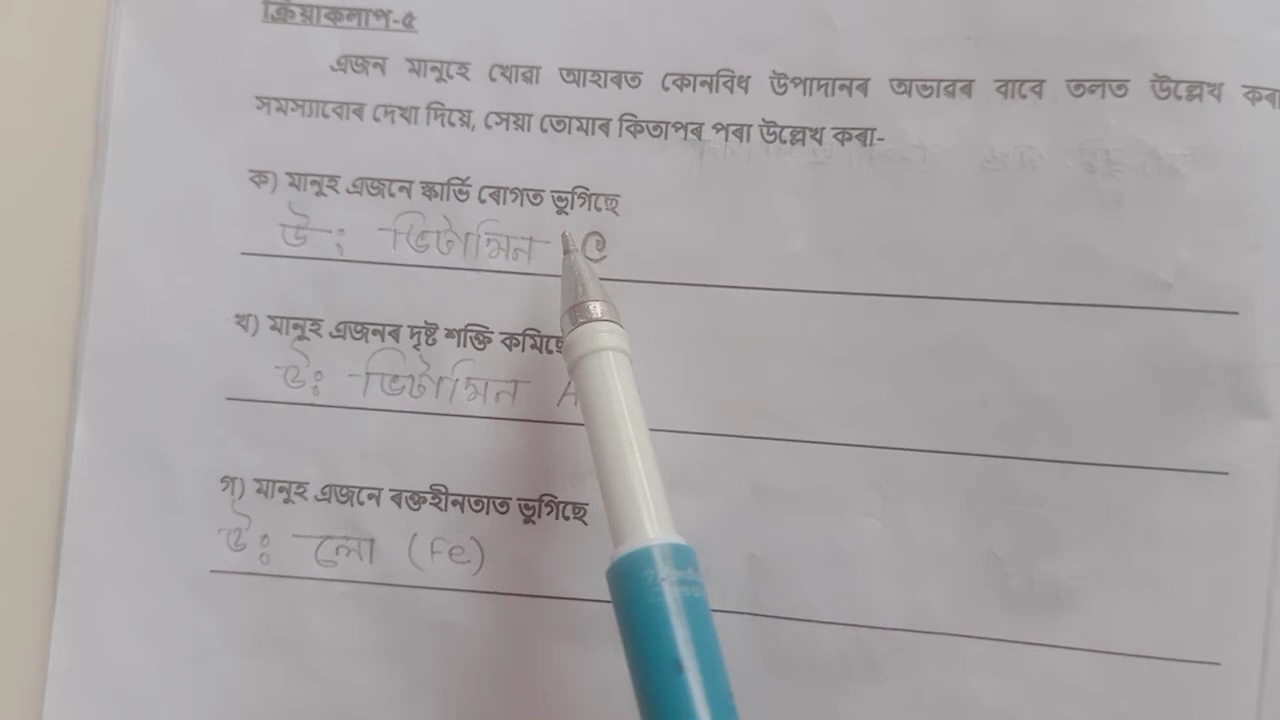 ক্ৰিয়াকলাপ-৫
এজন মানুহে খোৱা আহাৰত কোনবিধ উপাদানৰ অভাৱৰ বাবে তলত উল্লেখ কৰা
সমস্যাবোৰ দেখা দিয়ে, সেয়া তোমাৰ কিতাপৰ পৰা উল্লেখ কৰা-
ক) মানুহ এজনে স্কাৰ্ভি ৰোগত ভুগিছে
উ: ভিটামিন C
খ) মানুহ এজনৰ দৃষ্ট শক্তি কমিছে
উ: ভিটামিন A
গ) মানুহ এজনে ৰক্তহীনতাত ভুগিছে
উ: লো (Fe)